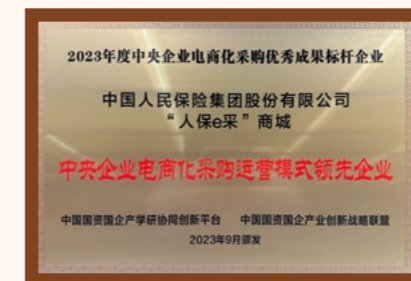 2023年度中央企业电商化采购优秀成果标杆企业
中国人民保险集团股份有限公司
“人保e采”商城
中央企业电商化采购运营模式领先企业
中国国资国企产学研协同创新平台 中国国资国企产业创新战略联盟
2023年9月颁发